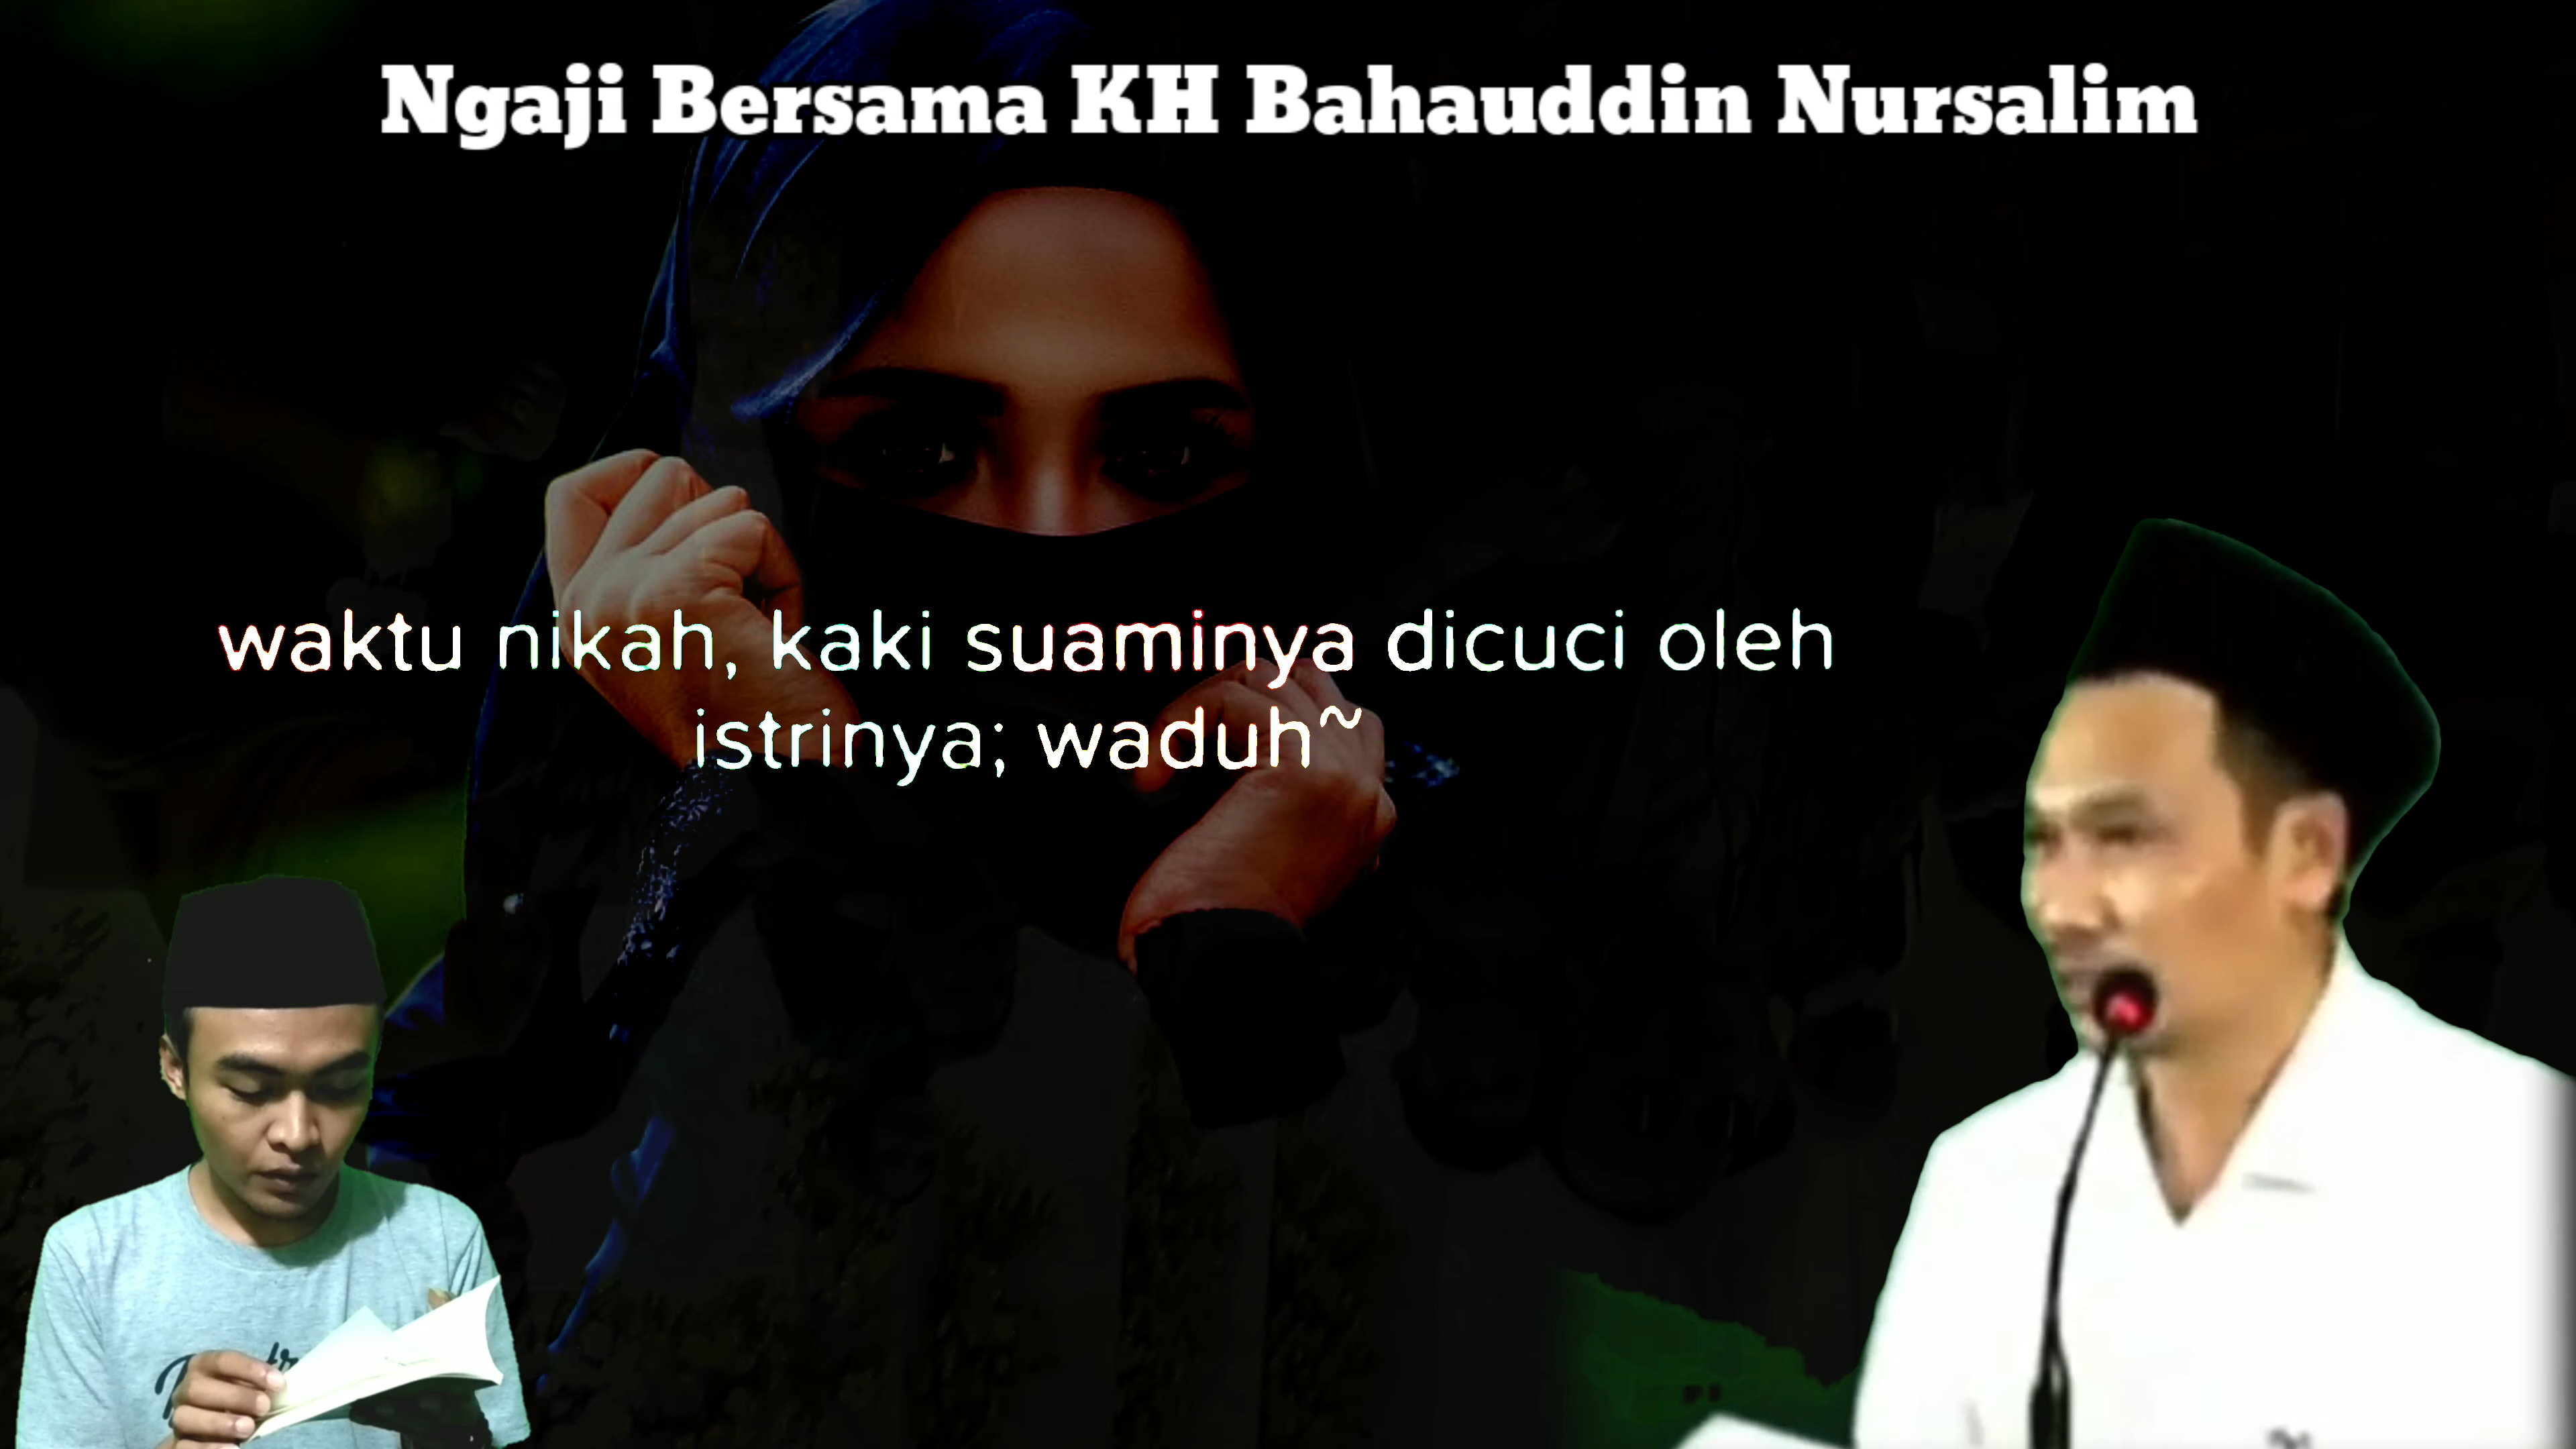 Ngaji Bersama KH Bahauddin Nursalim
waktu nikah, kaki suaminya dicuci oleh
istrinya; waduh~